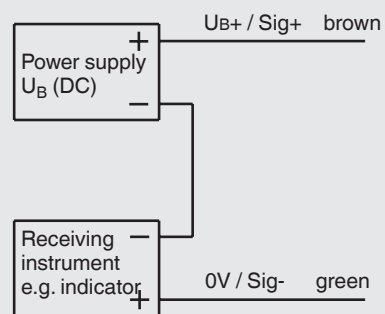 UB+ / Sig+ brown
+
Power supply
UB (DC)
−
Receiving −
instrument
e.g. indicator
+
0V / Sig- green